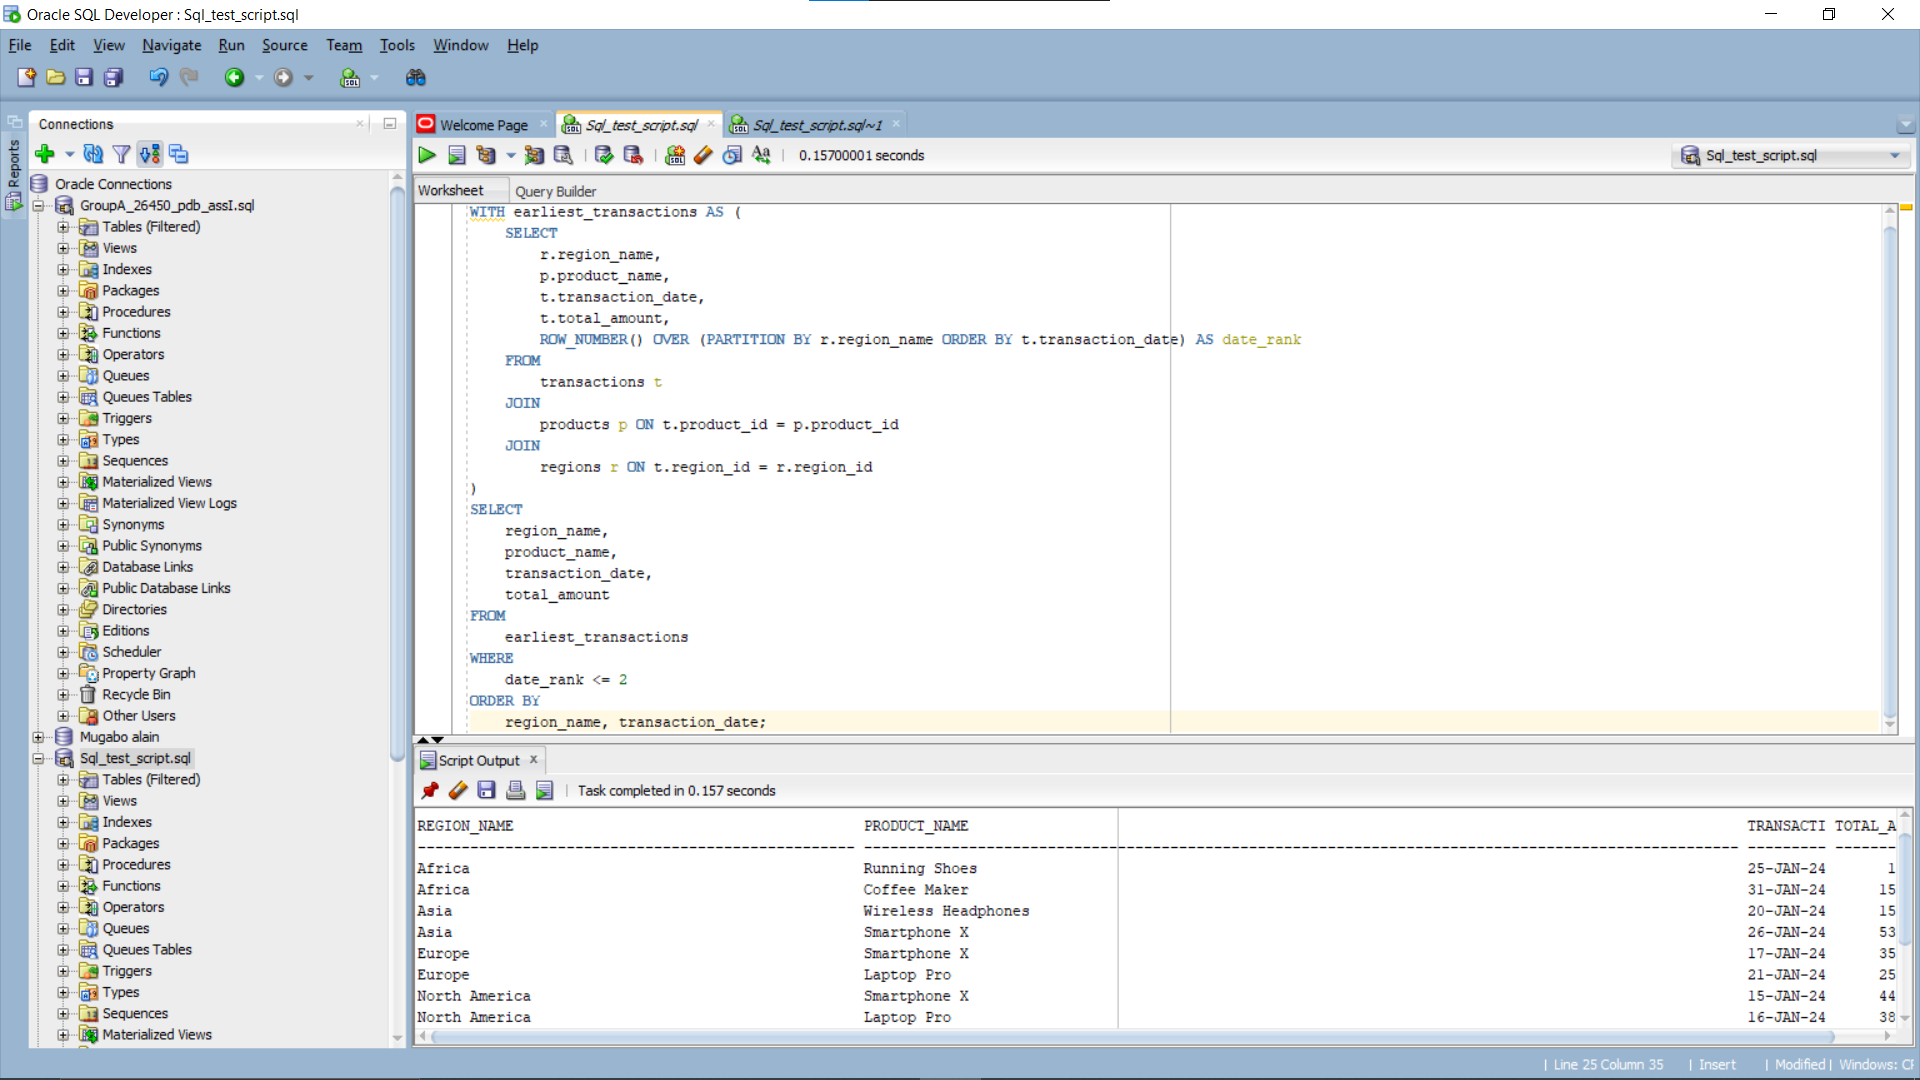 Oracle SQL Developer : Sql_test_script.sql
File Edit View Navigate Run Source Team Tools Window Help
Reports
Connections
Oracle Connections
GroupA_26450_pdb_assI.sql
Tables (Filtered)
Views
Indexes
Packages
Procedures
Functions
Operators
Queues
Queues Tables
Triggers
Types
Sequences
Materialized Views
Materialized View Logs
Synonyms
Public Synonyms
Database Links
Public Database Links
Directories
Editions
Scheduler
Property Graph
Recycle Bin
Other Users
Mugabo alain
Sql_test_script.sql
Tables (Filtered)
Views
Indexes
Packages
Procedures
Functions
Operators
Queues
Queues Tables
Triggers
Types
Sequences
Materialized Views
Welcome Page Sql_test_script.sql Sql_test_script.sql~1
0.15700001 seconds Sql_test_script.sql
Worksheet Query Builder
WITH earliest_transactions AS (
SELECT
r.region_name,
p.product_name,
t.transaction_date,
t.total_amount,
ROW_NUMBER() OVER (PARTITION BY r.region_name ORDER BY t.transaction_date) AS date_rank
FROM
transactions t
JOIN
products p ON t.product_id = p.product_id
JOIN
regions r ON t.region_id = r.region_id
)
SELECT
region_name,
product_name,
transaction_date,
total_amount
FROM
earliest_transactions
WHERE
date_rank <= 2
ORDER BY
region_name, transaction_date;
Script Output
Task completed in 0.157 seconds
REGION_NAME PRODUCT_NAME TRANSACTI TOTAL_A
Africa Running Shoes 25-JAN-24 1
Africa Coffee Maker 31-JAN-24 15
Asia Wireless Headphones 20-JAN-24 15
Asia Smartphone X 26-JAN-24 53
Europe Smartphone X 17-JAN-24 35
Europe Laptop Pro 21-JAN-24 25
North America Smartphone X 15-JAN-24 44
North America Laptop Pro 16-JAN-24 38
Line 25 Column 35 Insert Modified Windows: CF